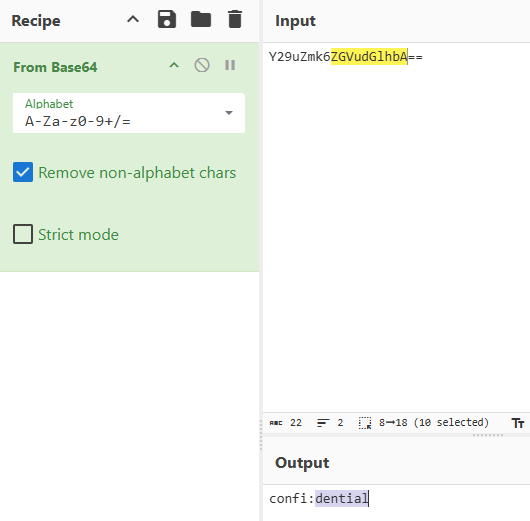 Recipe
From Base64
Alphabet
A-Za-z0-9+/=
Remove non-alphabet chars
Strict mode
Input
Y29uZmk6ZGVudGlhbA==
ABC 22 2 8→18 (10 selected) Tт
Output
confi:dential